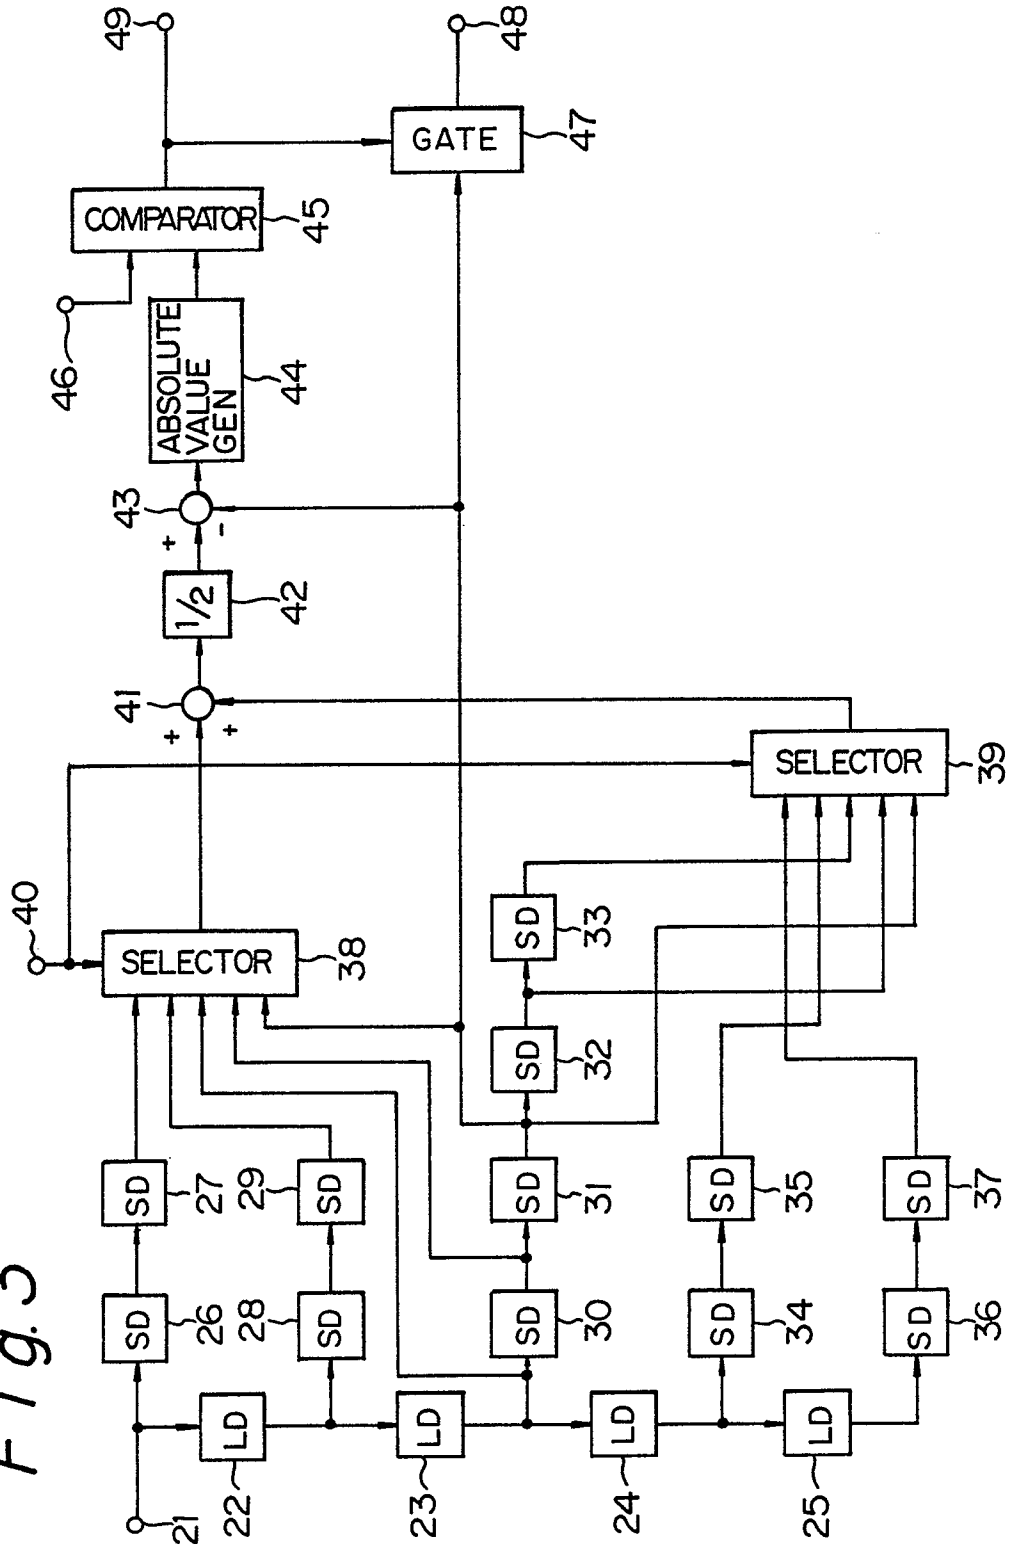 Fig.
21
22
23
24
25
LD
LD
LD
LD
SD
26
SD
27
SD
28
SD
29
SD
30
SD
31
SD
32
SD
33
SD
34
SD
35
SD
36
SD
37
40
SELECTOR
38
SELECTOR
39
41
+
+
1/2
42
43
+
-
ABSOLUTE
VALUE
GEN
44
46
COMPARATOR
45
GATE
47
49
48